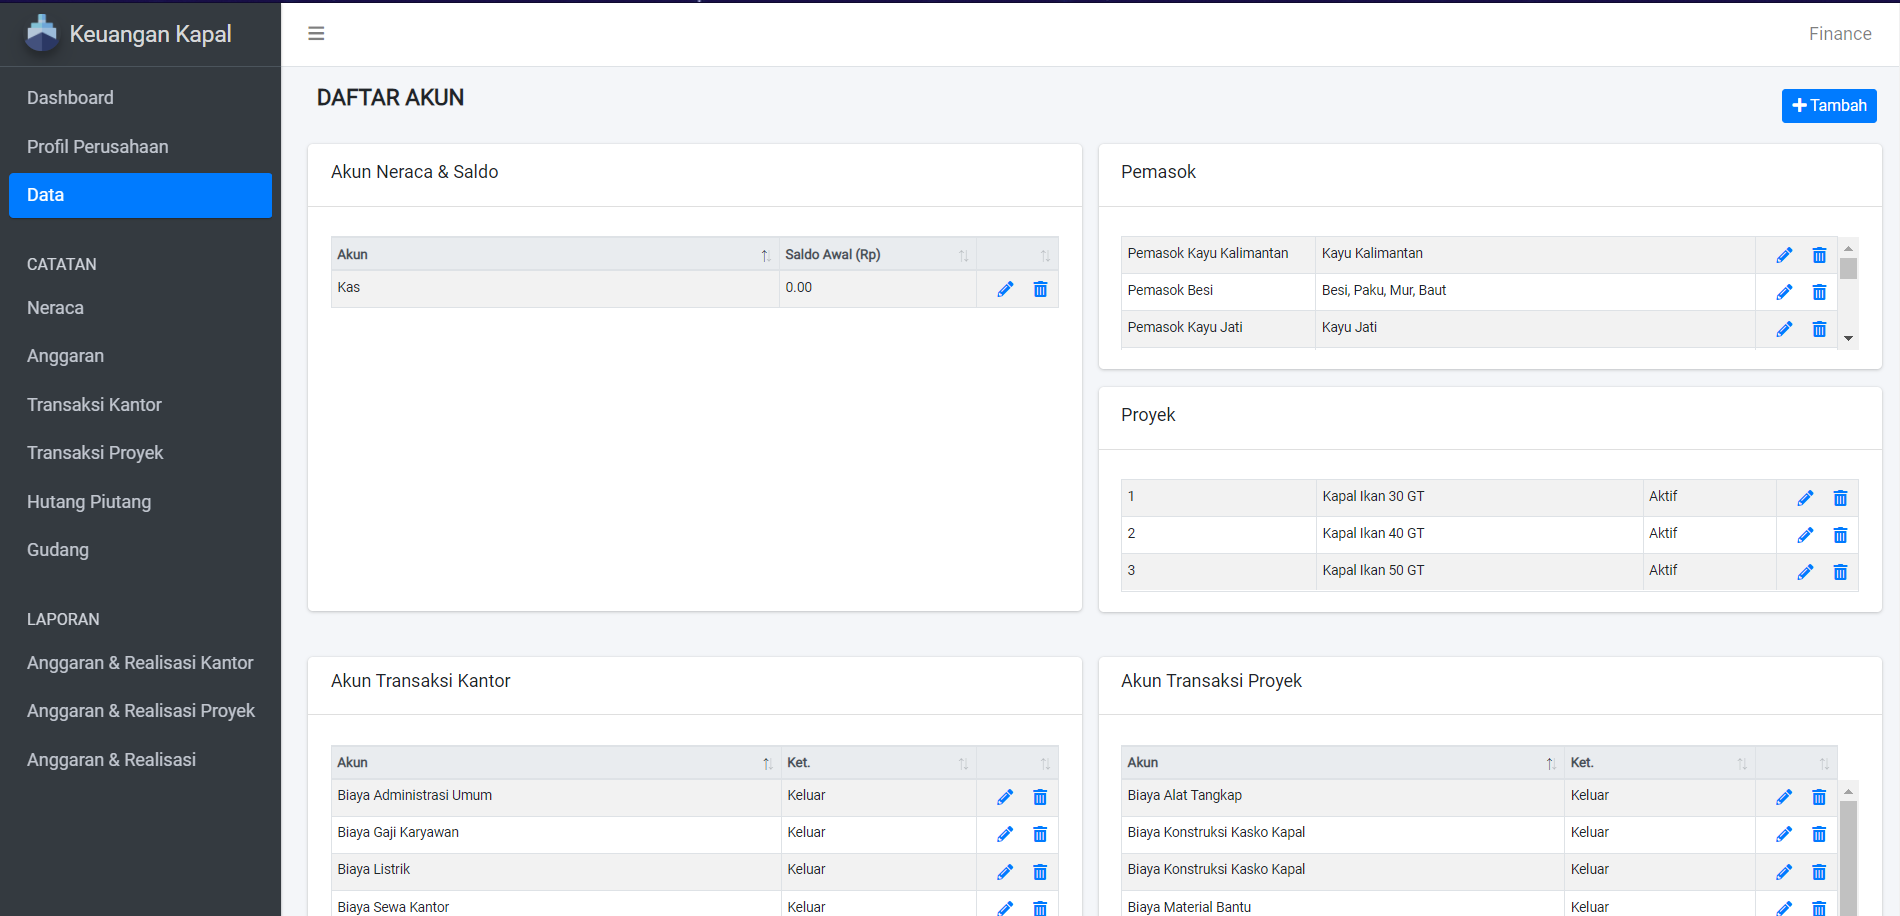 Keuangan Kapal
Finance
Dashboard
Profil Perusahaan
Data
CATATAN
Neraca
Anggaran
Transaksi Kantor
Transaksi Proyek
Hutang Piutang
Gudang
LAPORAN
Anggaran & Realisasi Kantor
Anggaran & Realisasi Proyek
Anggaran & Realisasi
DAFTAR AKUN
Tambah
Akun Neraca & Saldo
Akun Saldo Awal (Rp)
Kas 0.00
Pemasok
Pemasok Kayu Kalimantan Kayu Kalimantan
Pemasok Besi Besi, Paku, Mur, Baut
Pemasok Kayu Jati Kayu Jati
Proyek
1 Kapal Ikan 30 GT Aktif
2 Kapal Ikan 40 GT Aktif
3 Kapal Ikan 50 GT Aktif
Akun Transaksi Kantor
Akun Ket.
Biaya Administrasi Umum Keluar
Biaya Gaji Karyawan Keluar
Biaya Listrik Keluar
Biaya Sewa Kantor Keluar
Akun Transaksi Proyek
Akun Ket.
Biaya Alat Tangkap Keluar
Biaya Konstruksi Kasko Kapal Keluar
Biaya Konstruksi Kasko Kapal Keluar
Biaya Material Bantu Keluar